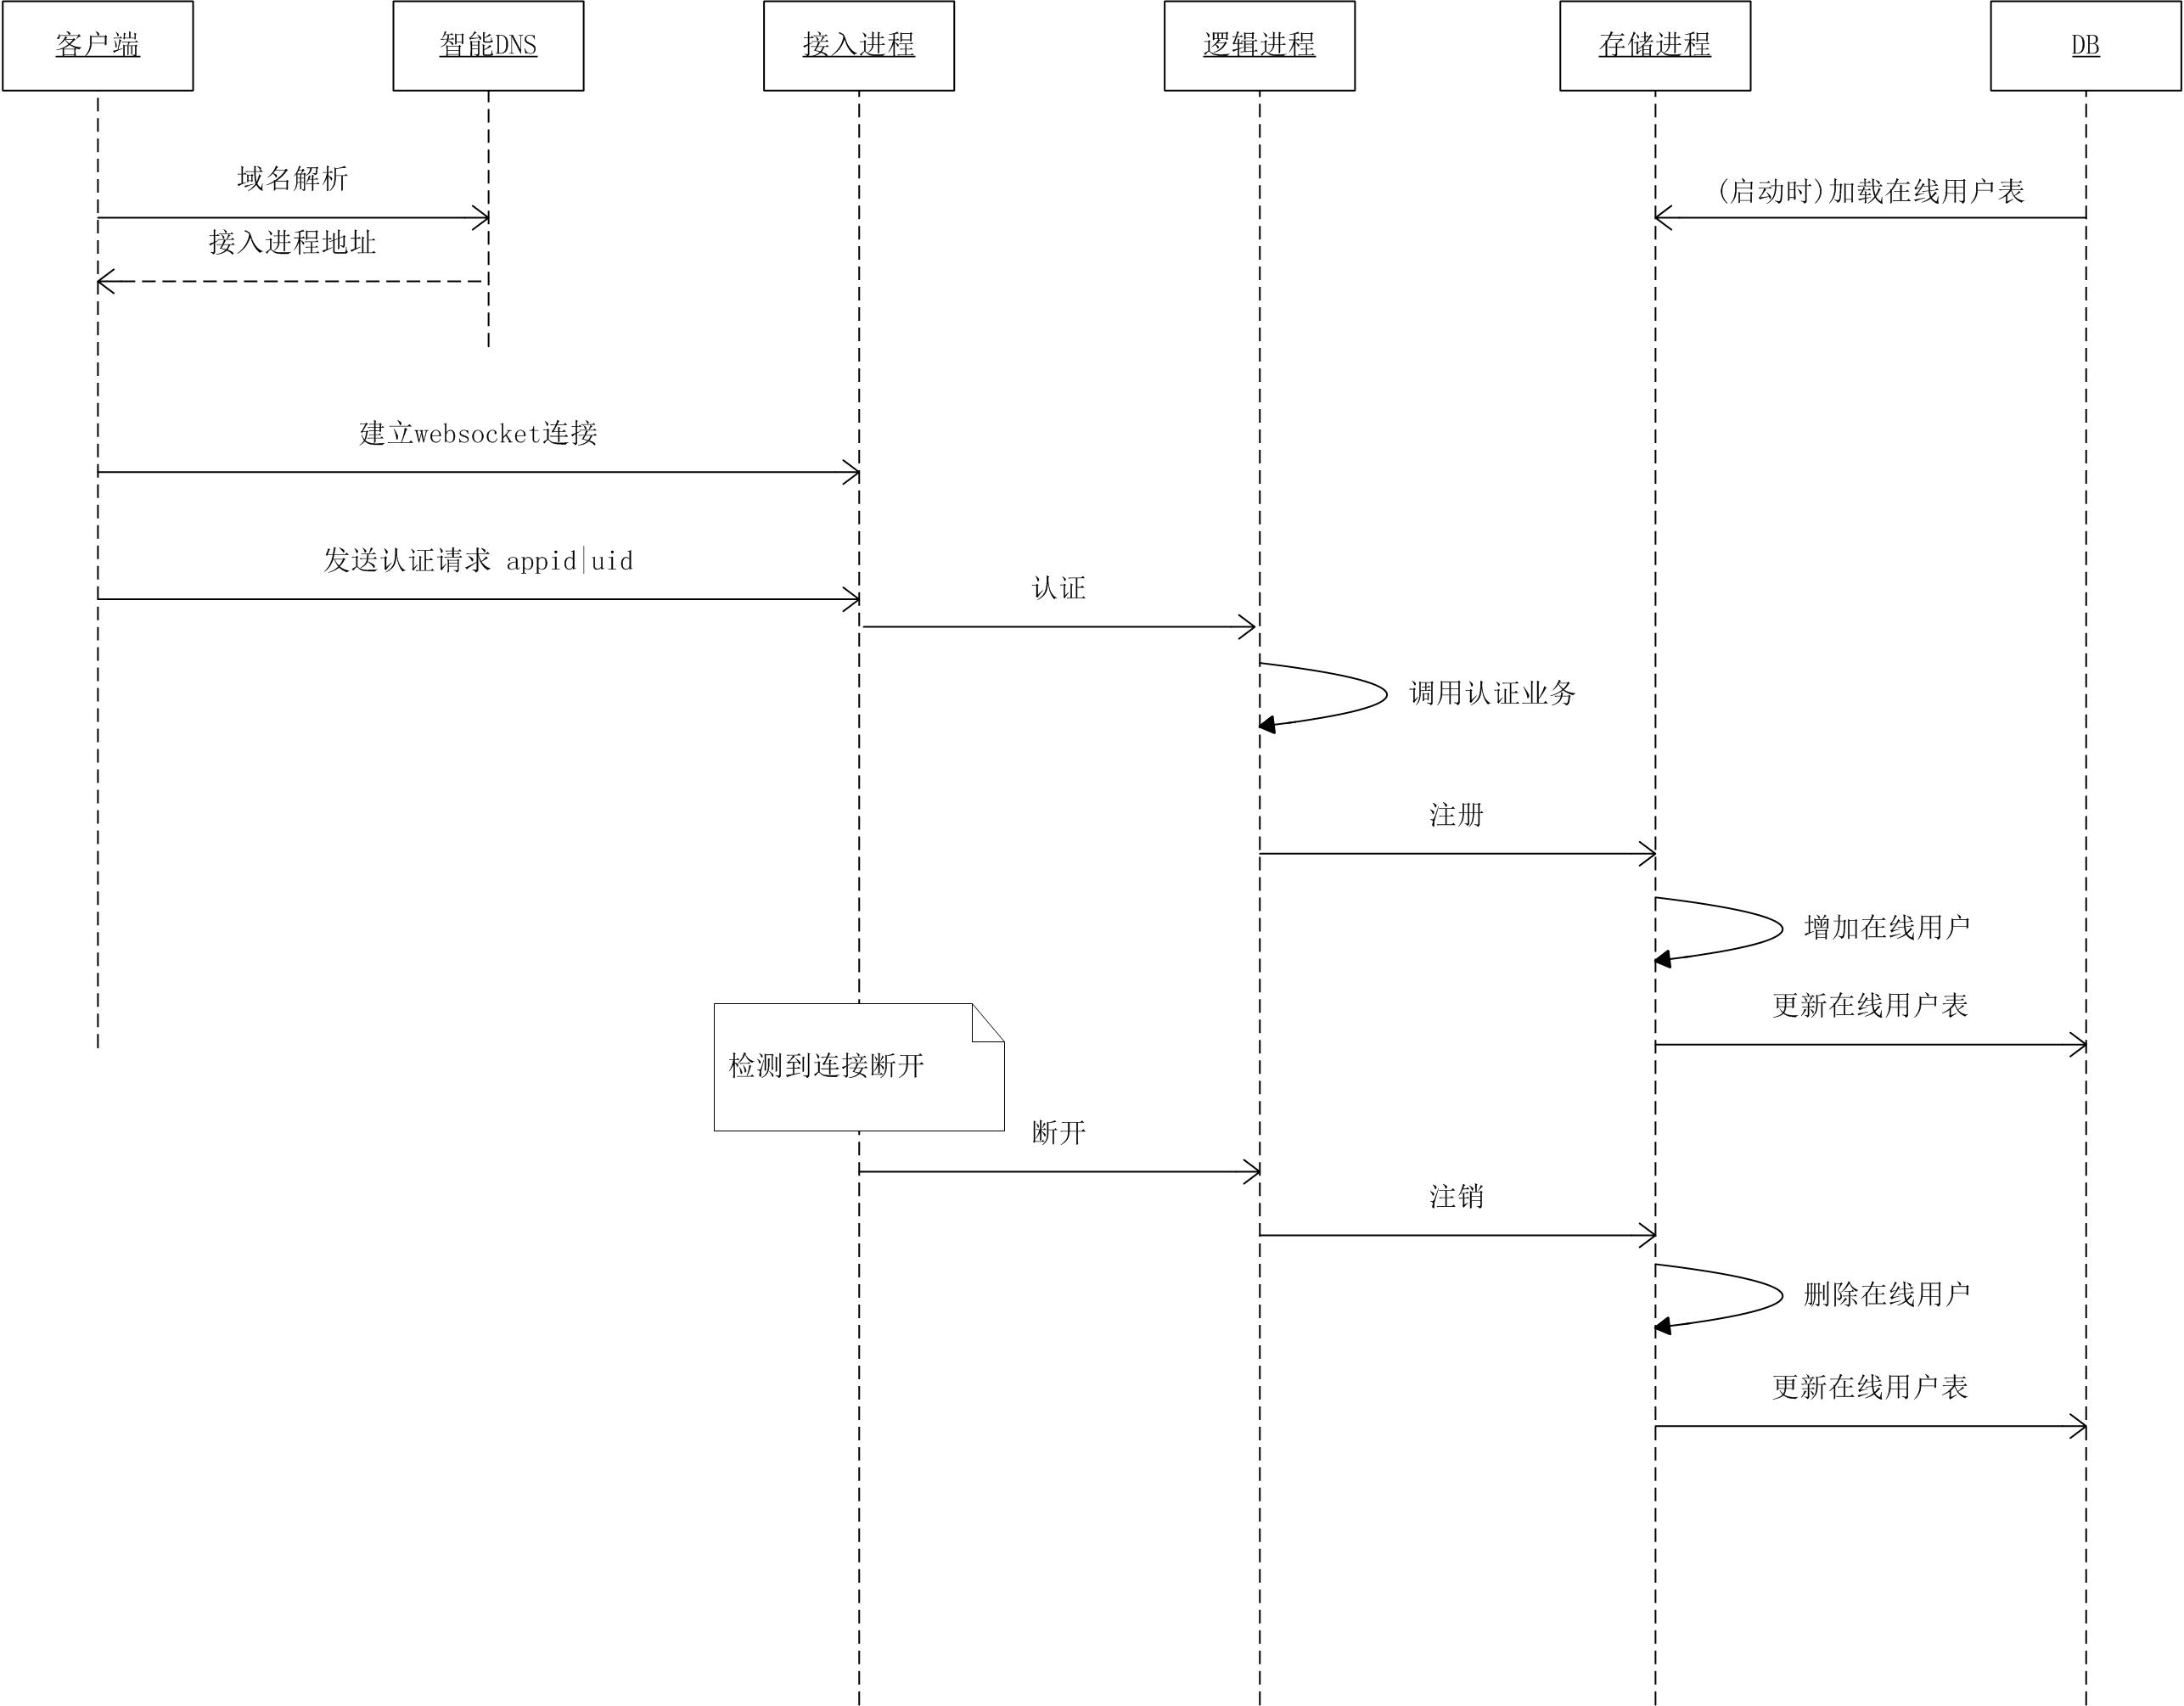 客户端
智能DNS
接入进程
逻辑进程
存储进程
DB
域名解析
(启动时)加载在线用户表
接入进程地址
建立websocket连接
发送认证请求 appid|uid
认证
调用认证业务
注册
增加在线用户
更新在线用户表
检测到连接断开
断开
注销
删除在线用户
更新在线用户表